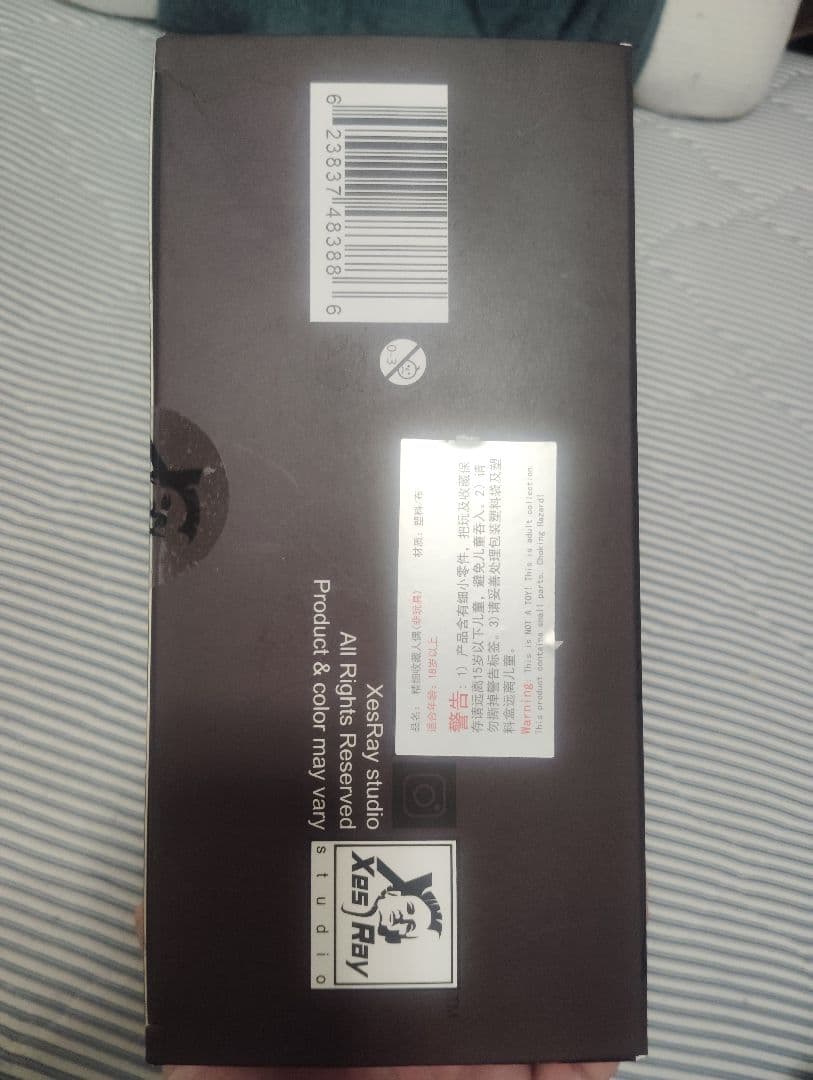 6 23837 48388 6
0-3
品名: 精细收藏人偶(非玩具) 材质: 塑料/布
适合年龄: 18岁以上
警告: 1) 产品含有细小零件, 把玩及收藏保
存请远离15岁以下儿童, 避免儿童吞入。2) 请
勿撕掉警告标签。3)请妥善处理包装塑料袋及塑
料盒远离儿童。
Warning: This is NOT A TOY! This is adult collection.
This product contains small parts. Choking Hazard!
XesRay studio
All Rights Reserved
Product & color may vary
Xes Ray
studio